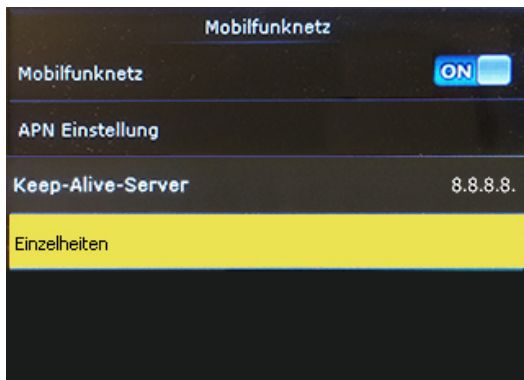 Mobilfunknetz
Mobilfunknetz ON
APN Einstellung
Keep-Alive-Server 8.8.8.8.
Einzelheiten